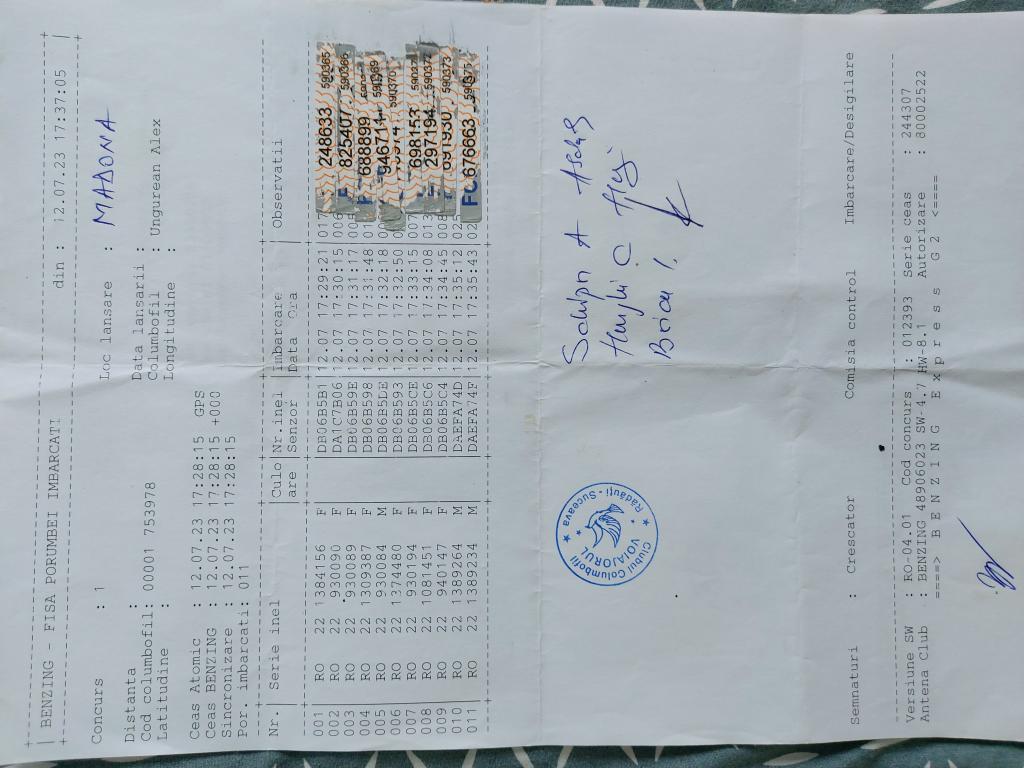 BENZING - FISA PORUMBEI IMBARCATI din : 12.07.23 17:37:05
Concurs : 1 Loc lansare : MADONA
Distanta : Data lansarii :
Cod columbofil: 00001 753978 Columbofil : Ungurean Alex
Latitudine : Longitudine :
Ceas Atomic : 12.07.23 17:28:15 GPS
Ceas BENZING : 12.07.23 17:28:15 +000
Sincronizare : 12.07.23 17:28:15
Por. imbarcati: 011
Nr. | Serie inel | Culo | Nr.inel | Imbarcare | Observatii
are | Senzor | Data Ora
001 | RO 22 1384156 F | DB06B5B1 | 12.07 17:29:21
002 | RO 22 930090 F | DA1C7B06 | 12.07 17:30:15
003 | RO 22 930089 F | DB06B59E | 12.07 17:31:17
004 | RO 22 1309387 F | DB06B598 | 12.07 17:31:48
005 | RO 22 930084 M | DB06B5DE | 12.07 17:32:18
006 | RO 22 1374480 F | DB06B593 | 12.07 17:32:50
007 | RO 22 930194 F | DB06B5CE | 12.07 17:33:15
008 | RO 22 1081451 F | DB06B5C6 | 12.07 17:34:08
009 | RO 22 940147 F | DB06B5C4 | 12.07 17:34:45
010 | RO 22 1389264 M | DAEFA74D | 12.07 17:35:12
011 | RO 22 1389234 M | DAEFA74F | 12.07 17:35:43
248633 590365
825407 590366
688899
946714 590369
698153
297194
676663 590375
Schipn A
Clubul Columbofil
VOIAJORUL
Rădăuți - Suceava
Semnaturi : Crescator Comisia control Imbarcare/Desigilare
Versiune SW : RO-04.01 Cod concurs : 012393 Serie ceas : 244307
Antena Club : BENZING 48906023 SW-4.7 HW-8.1 Autorizare : 80002522
====> B E N Z I N G E x p r e s s G 2 <====